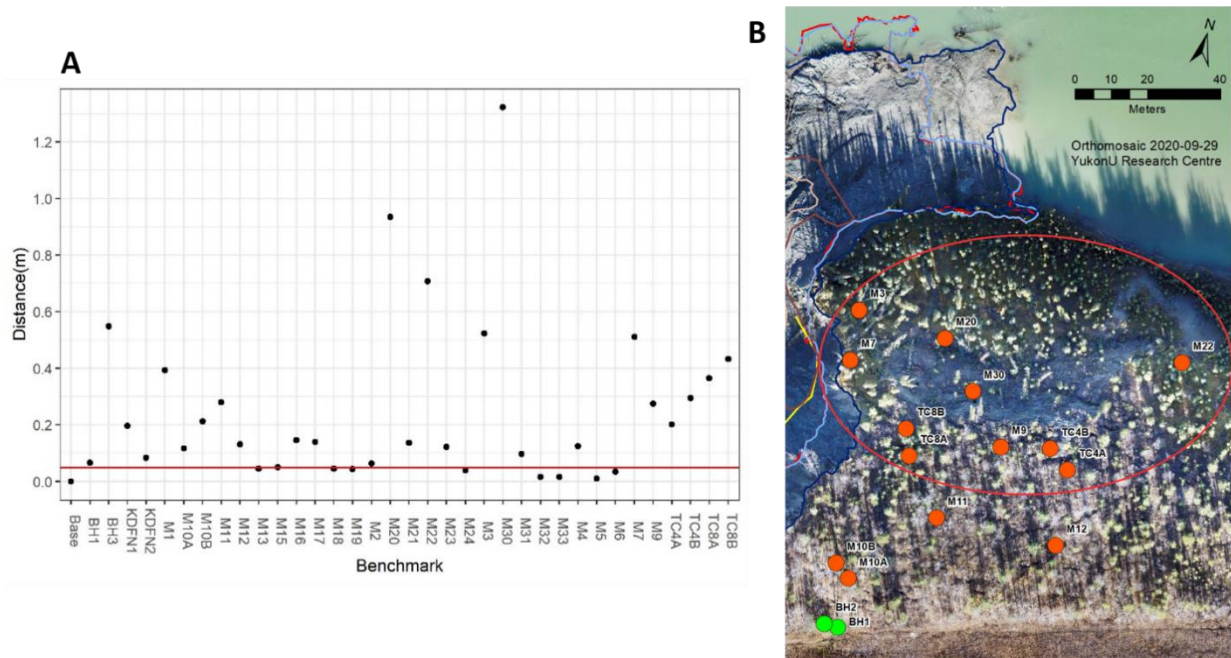 A
Distance(m)
1.2
1.0
0.8
0.6
0.4
0.2
0.0
Base
BH1
BH3
KDFN1
KDFN2
M1
M10A
M10B
M11
M12
M13
M15
M16
M17
M18
M19
M2
M20
M21
M22
M23
M24
M3
M30
M31
M32
M33
M4
M5
M6
M7
M9
TC4A
TC4B
TC8A
TC8B
Benchmark
B
N
0 10 20 40
Meters
Orthomosaic 2020-09-29
YukonU Research Centre
M3
M20
M7
M22
M30
TC8B
TC8A
M9
TC4B
TC4A
M11
M12
M10B
M10A
BH2
BH1